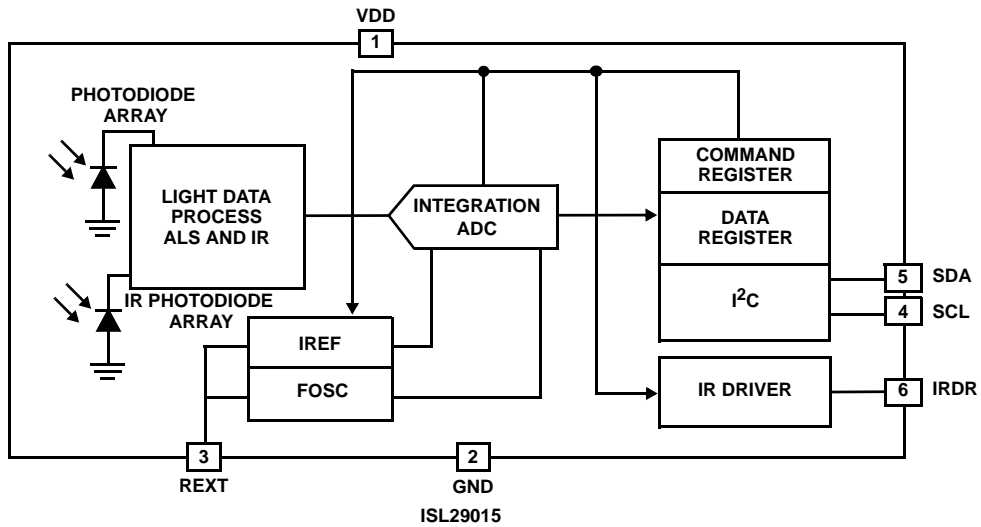 VDD
1
PHOTODIODE
ARRAY
LIGHT DATA
PROCESS
ALS AND IR
INTEGRATION
ADC
COMMAND
REGISTER
DATA
REGISTER
I²C
5 SDA
4 SCL
IR PHOTODIODE
ARRAY
IREF
FOSC
IR DRIVER
6 IRDR
3
REXT
2
GND
ISL29015